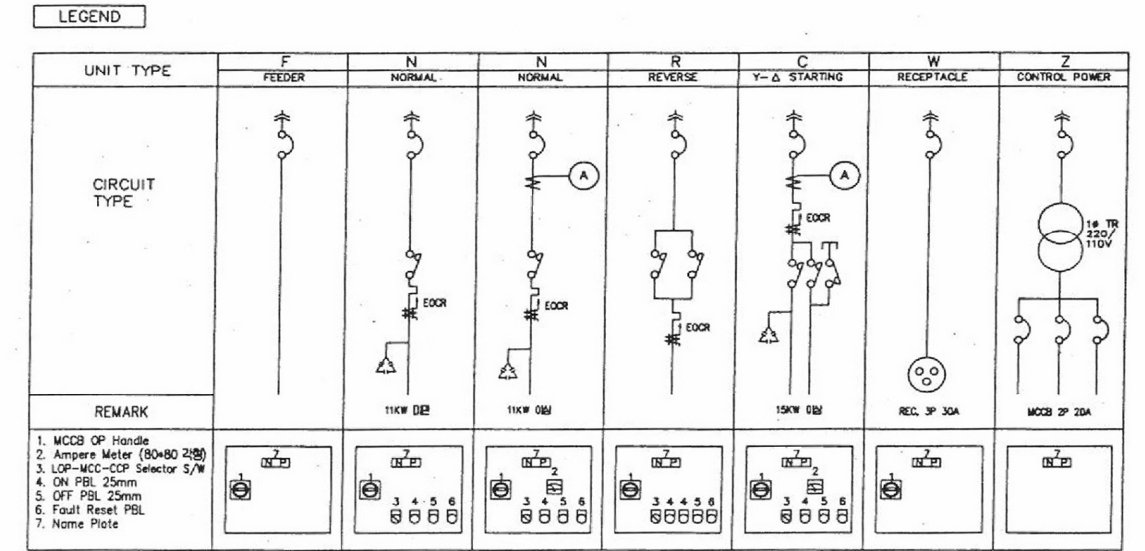 LEGEND
UNIT TYPE
F
N
N
R
C
W
Z
FEEDER
NORMAL
NORMAL
REVERSE
Y-Δ STARTING
RECEPTACLE
CONTROL POWER
CIRCUIT
TYPE
A
A
EOCR
1ø TR
220/
110V
EOCR
EOCR
EOCR
REMARK
11KW 미만
11KW 이상
15KW 이상
REC. 3P 30A
MCCB 2P 20A
1. MCCB OP Handle
2. Ampere Meter (80*80 각형)
3. LOP-MCC-CCP Selector S/W
4. ON PBL 25mm
5. OFF PBL 25mm
6. Fault Reset PBL
7. Name Plate
7
N P
1
7
N P
1
3 4 5 6
7
N P
1
2
3 4 5 6
7
N P
1
3 4 4 5 6
7
N P
1
2
3 4 5 6
7
N P
1
7
N P